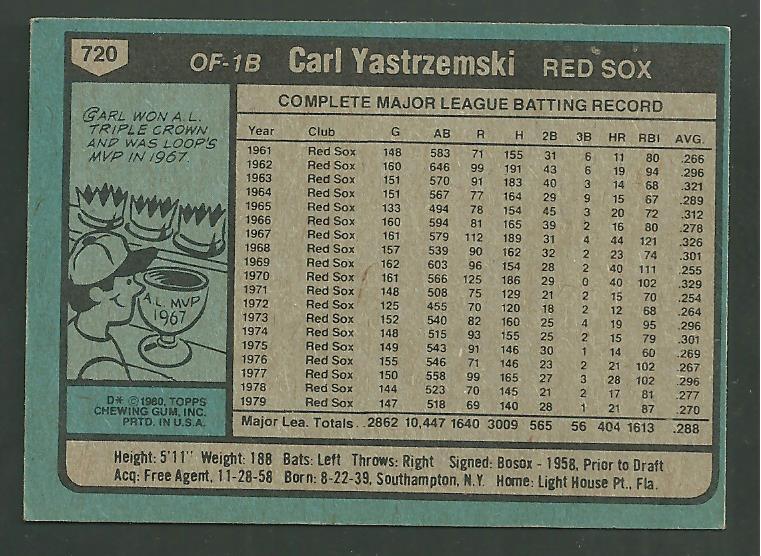 720 OF-1B Carl Yastrzemski RED SOX
CARL WON A.L.
TRIPLE CROWN
AND WAS LOOP'S
MVP IN 1967.
A.L. MVP
1967
D* © 1980, TOPPS
CHEWING GUM, INC.
PRTD. IN U.S.A.
COMPLETE MAJOR LEAGUE BATTING RECORD
Year Club G AB R H 2B 3B HR RBI AVG.
1961 Red Sox 148 583 71 155 31 6 11 80 .266
1962 Red Sox 160 646 99 191 43 6 19 94 .296
1963 Red Sox 151 570 91 183 40 3 14 68 .321
1964 Red Sox 151 567 77 164 29 9 15 67 .289
1965 Red Sox 133 494 78 154 45 3 20 72 .312
1966 Red Sox 160 594 81 165 39 2 16 80 .278
1967 Red Sox 161 579 112 189 31 4 44 121 .326
1968 Red Sox 157 539 90 162 32 2 23 74 .301
1969 Red Sox 162 603 96 154 28 2 40 111 .255
1970 Red Sox 161 566 125 186 29 0 40 102 .329
1971 Red Sox 148 508 75 129 21 2 15 70 .254
1972 Red Sox 125 455 70 120 18 2 12 68 .264
1973 Red Sox 152 540 82 160 25 4 19 95 .296
1974 Red Sox 148 515 93 155 25 2 15 79 .301
1975 Red Sox 149 543 91 146 30 1 14 60 .269
1976 Red Sox 155 546 71 146 23 2 21 102 .267
1977 Red Sox 150 558 99 165 27 3 28 102 .296
1978 Red Sox 144 523 70 145 21 2 17 81 .277
1979 Red Sox 147 518 69 140 28 1 21 87 .270
Major Lea. Totals 2862 10,447 1640 3009 565 56 404 1613 .288
Height: 5'11" Weight: 188 Bats: Left Throws: Right Signed: Bosox - 1958, Prior to Draft
Acq: Free Agent, 11-28-58 Born: 8-22-39, Southampton, N.Y. Home: Light House Pt., Fla.